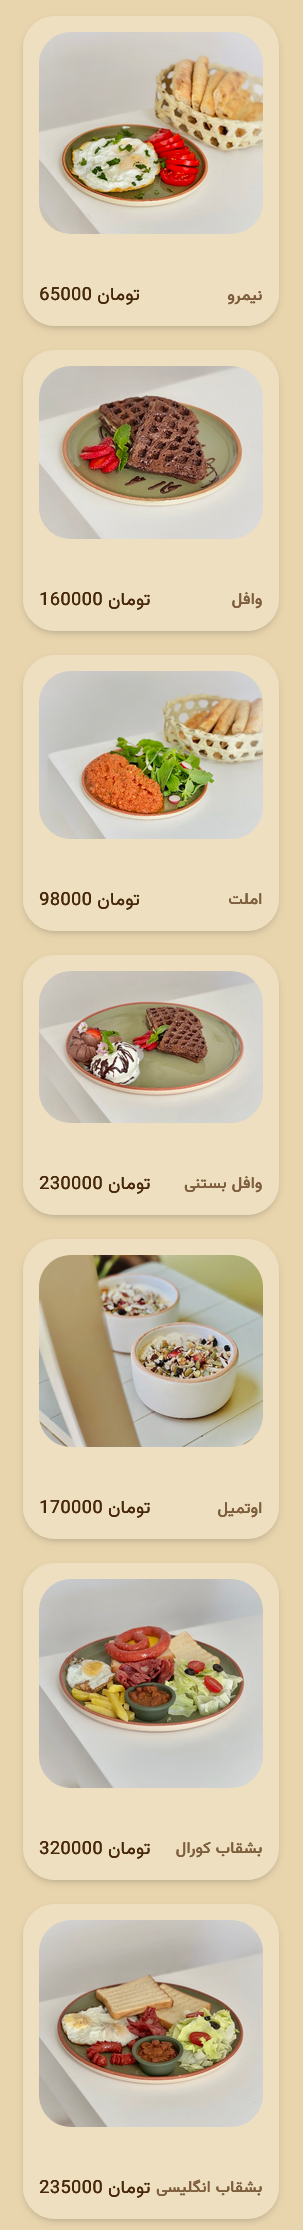 نیمرو 65000 تومان
وافل 160000 تومان
املت 98000 تومان
وافل بستنی 230000 تومان
اوتمیل 170000 تومان
بشقاب کورال 320000 تومان
بشقاب انگلیسی 235000 تومان